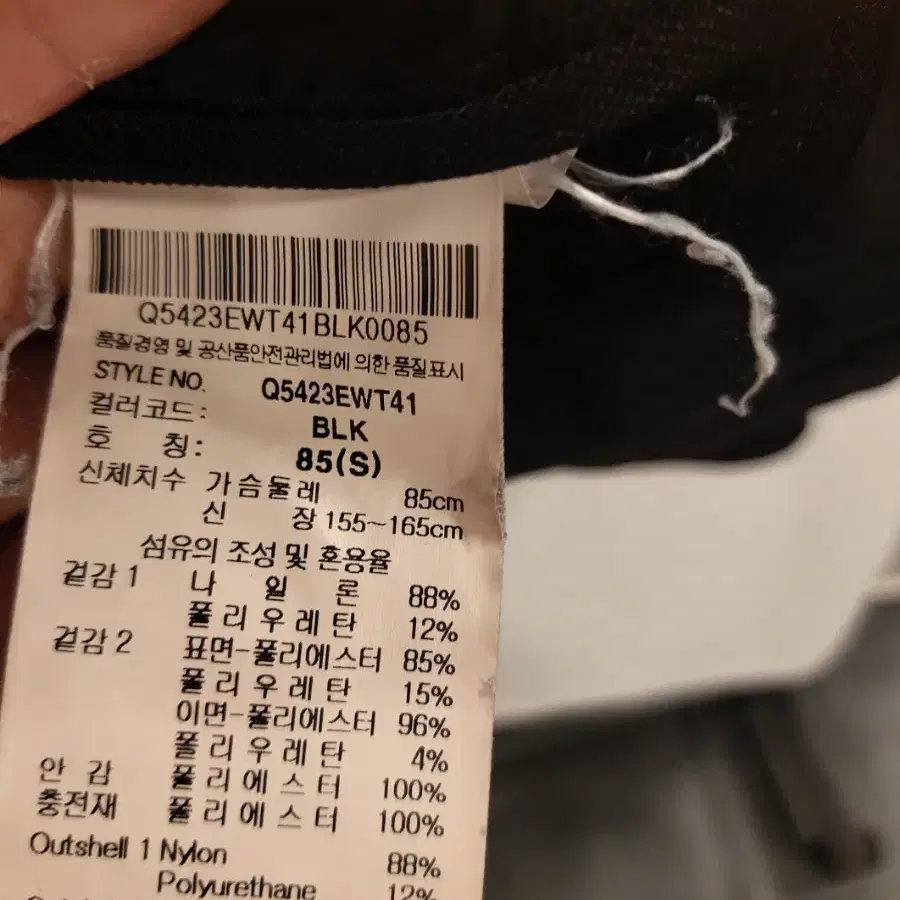 Q5423EWT41BLK0085
품질경영 및 공산품안전관리법에 의한 품질표시
STYLE NO. Q5423EWT41
컬러코드: BLK
호 칭: 85(S)
신체치수 가슴둘레 85cm
신 장 155~165cm
섬유의 조성 및 혼용율
겉감 1 나 일 론 88%
폴리우레탄 12%
겉감 2 표면-폴리에스터 85%
폴리우레탄 15%
이면-폴리에스터 96%
폴리우레탄 4%
안 감 폴리에스터 100%
충전재 폴리에스터 100%
Outshell 1 Nylon 88%
Polyurethane 12%